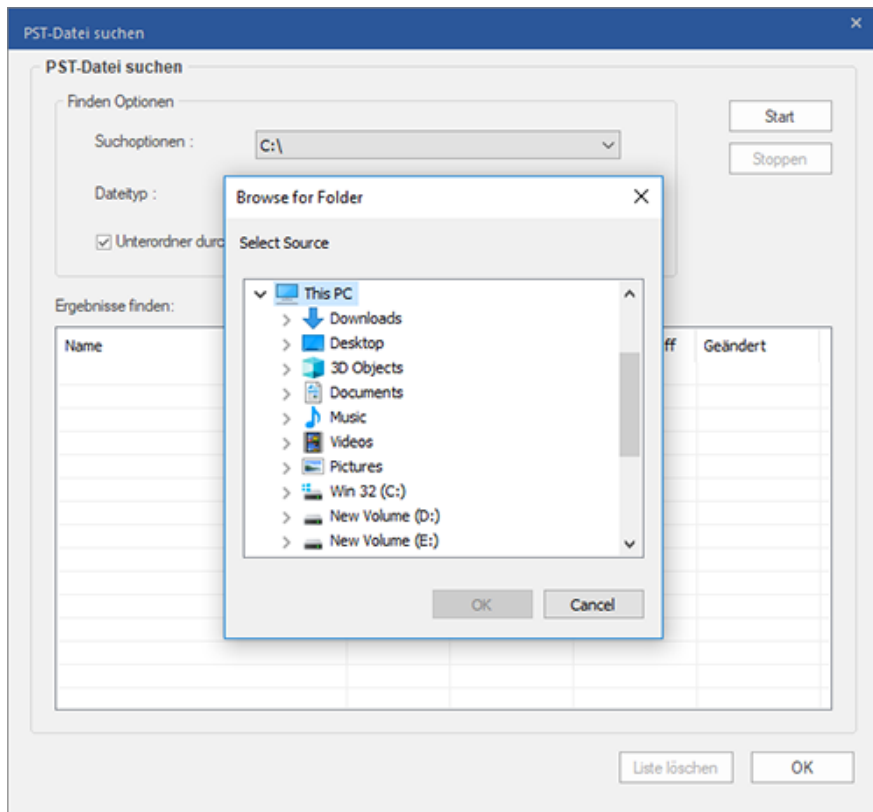 PST-Datei suchen
PST-Datei suchen
Finden Optionen
Suchoptionen :
C:\
Start
Stoppen
Dateityp :
Unterordner
Browse for Folder
Select Source
This PC
Downloads
Desktop
3D Objects
Documents
Music
Videos
Pictures
Win 32 (C:)
New Volume (D:)
New Volume (E:)
OK
Cancel
Ergebnisse finden:
Name
Geändert
Liste löschen
OK